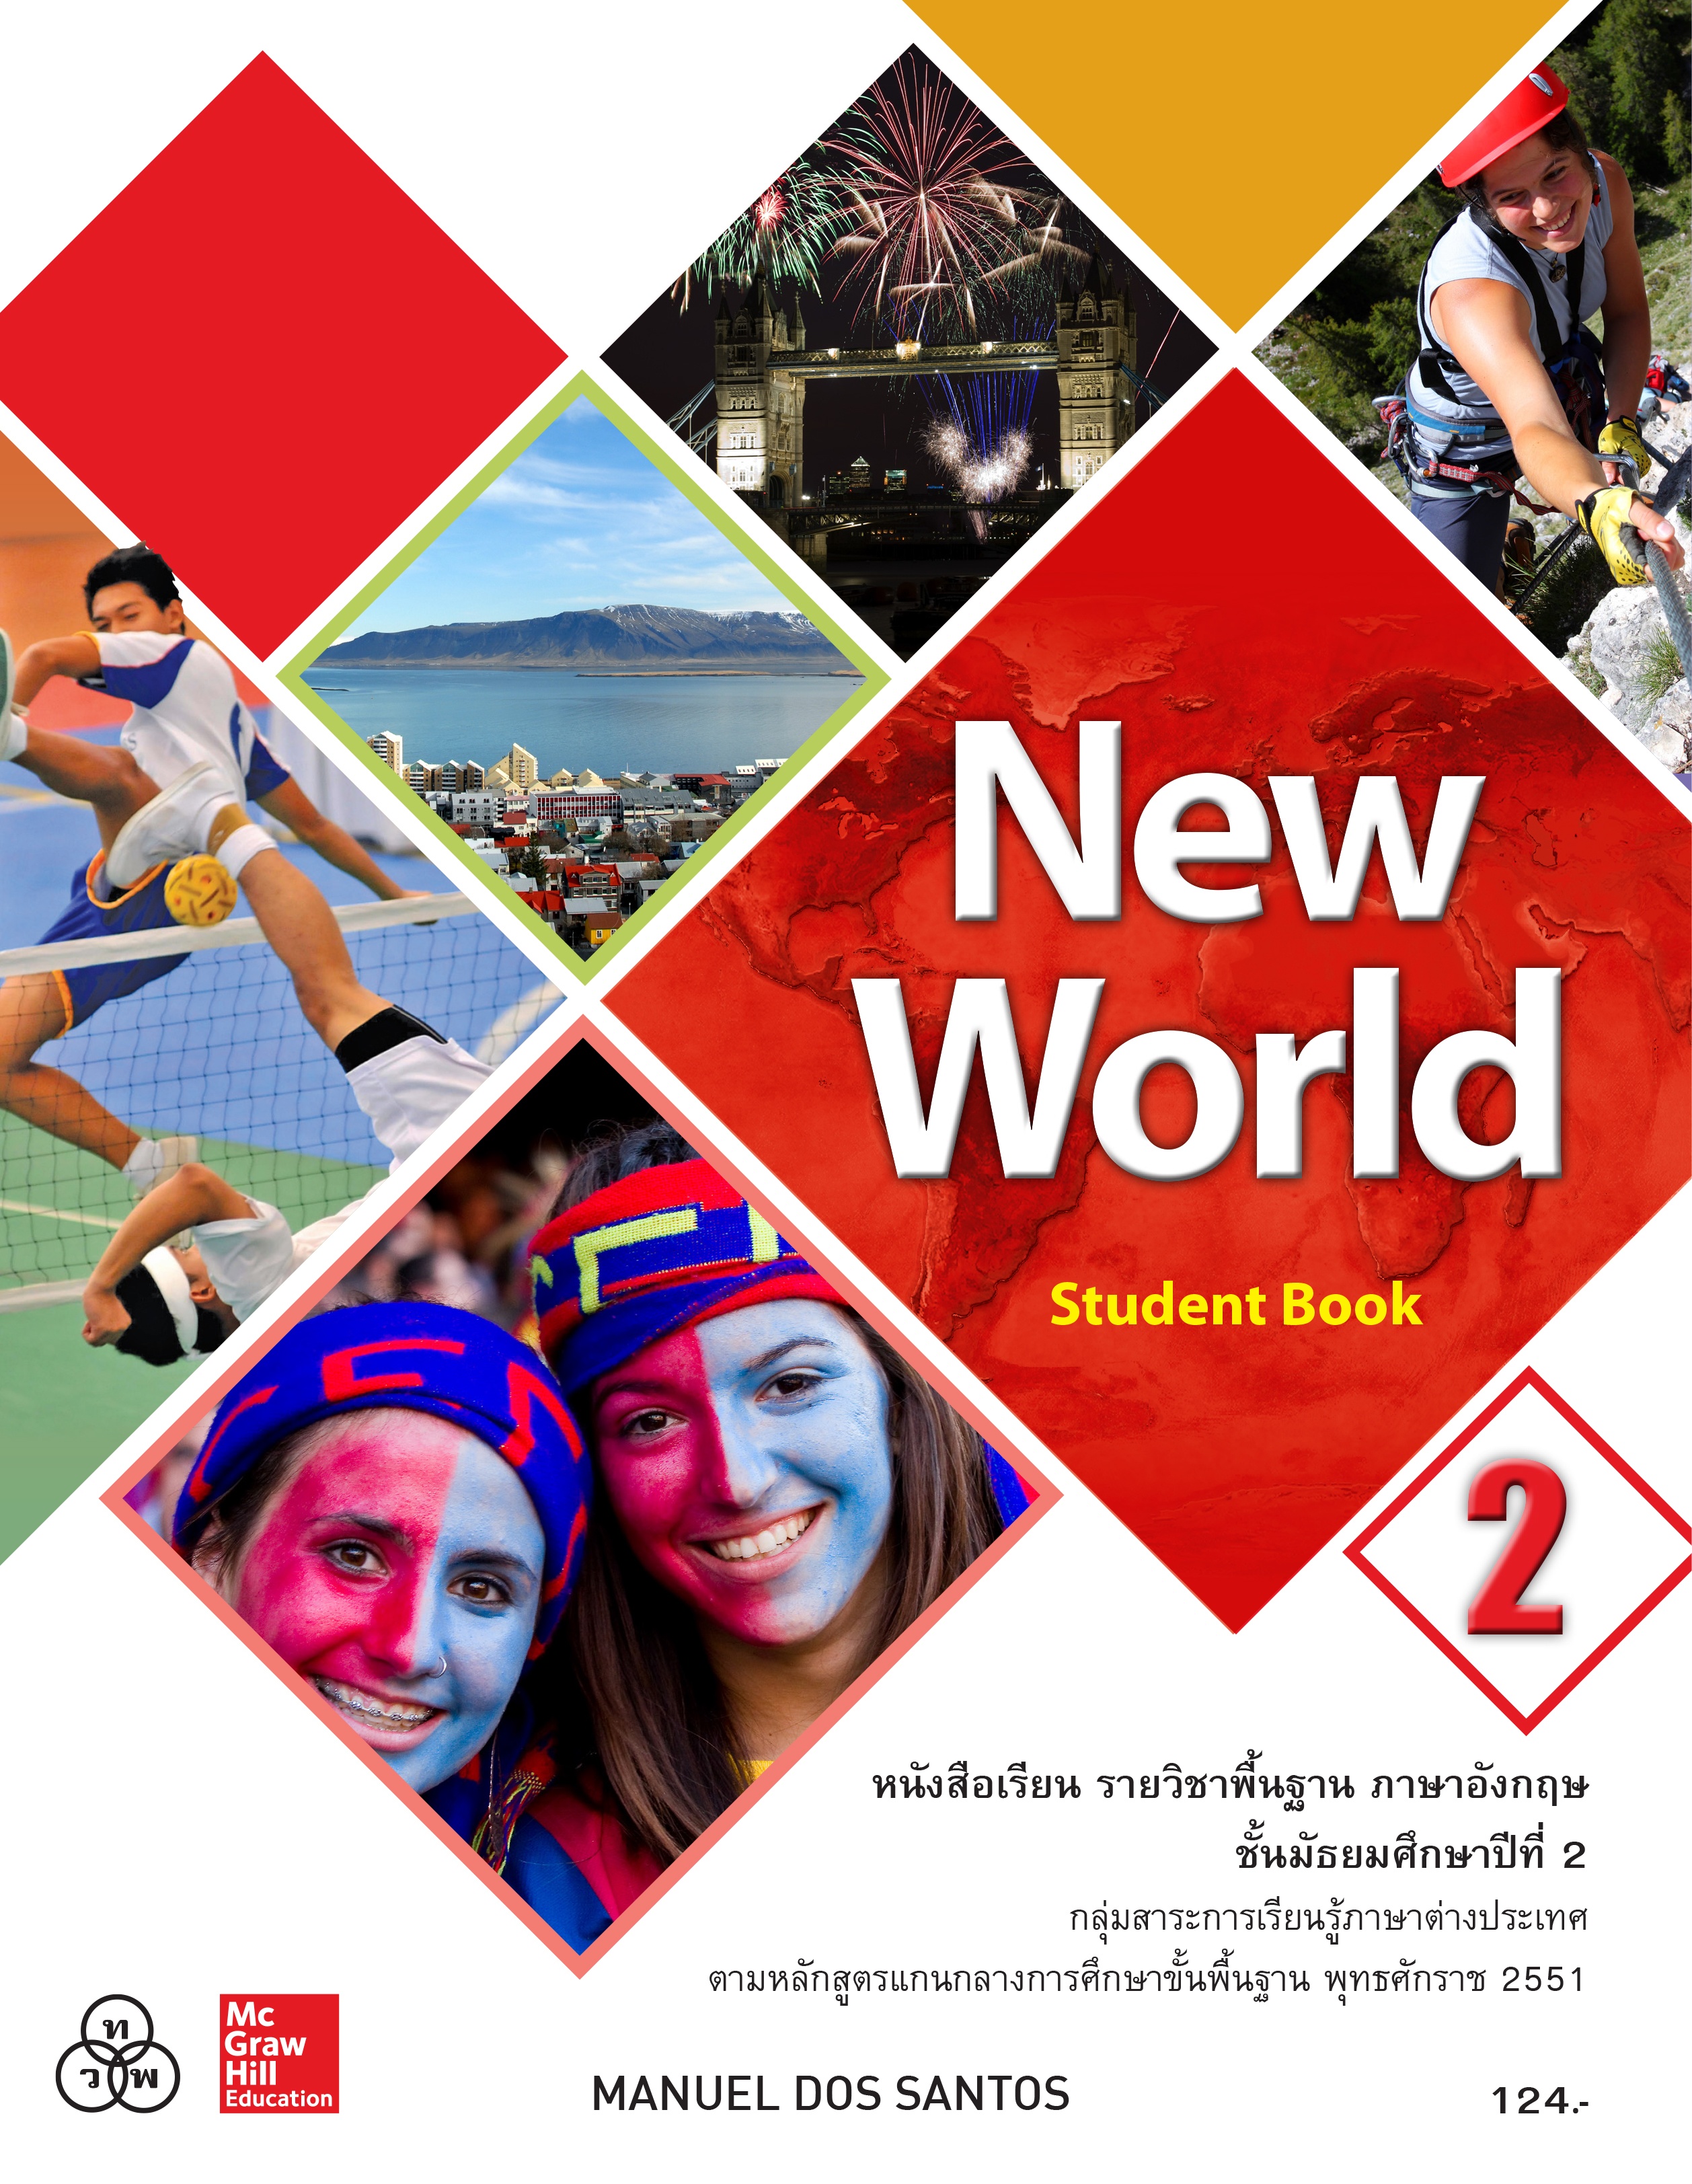 New
World
Student Book
2
หนังสือเรียน รายวิชาพื้นฐาน ภาษาอังกฤษ
ชั้นมัธยมศึกษาปีที่ 2
กลุ่มสาระการเรียนรู้ภาษาต่างประเทศ
ตามหลักสูตรแกนกลางการศึกษาขั้นพื้นฐาน พุทธศักราช 2551
ท
ว พ
Mc
Graw
Hill
Education
MANUEL DOS SANTOS
124.-